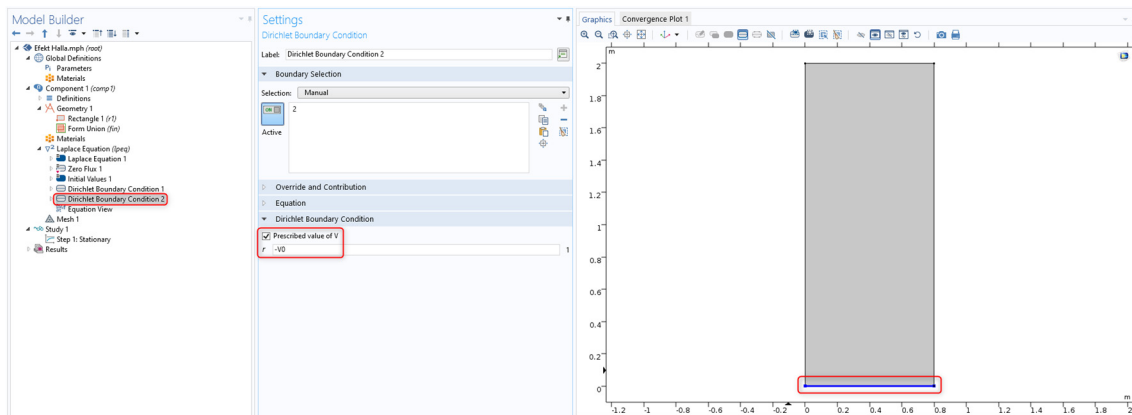 Model Builder
Efekt Halla.mph (root)
Global Definitions
Pi Parameters
Materials
Component 1 (comp1)
Definitions
Geometry 1
Rectangle 1 (r1)
Form Union (fin)
Materials
Laplace Equation (lpeq)
Laplace Equation 1
Zero Flux 1
Initial Values 1
Dirichlet Boundary Condition 1
Dirichlet Boundary Condition 2
Equation View
Mesh 1
Study 1
Step 1: Stationary
Results
Settings
Dirichlet Boundary Condition
Label: Dirichlet Boundary Condition 2
Boundary Selection
Selection: Manual
2
Active
Override and Contribution
Equation
Dirichlet Boundary Condition
Prescribed value of V
r -V0 1
Graphics Convergence Plot 1
m
2
1.8
1.6
1.4
1.2
1
0.8
0.6
0.4
0.2
0
m
-1.2 -1 -0.8 -0.6 -0.4 -0.2 0 0.2 0.4 0.6 0.8 1 1.2 1.4 1.6 1.8